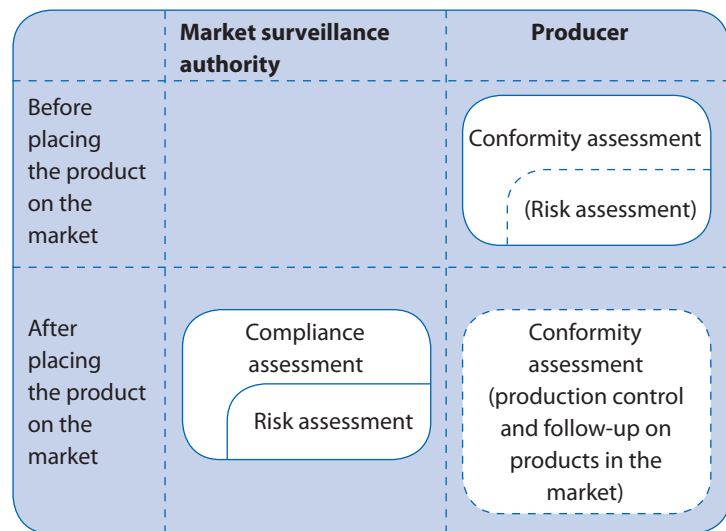 Market surveillance
authority
Producer
Before
placing
the product
on the
market
Conformity assessment
(Risk assessment)
After
placing
the product
on the
market
Compliance
assessment
Risk assessment
Conformity
assessment
(production control
and follow-up on
products in the
market)